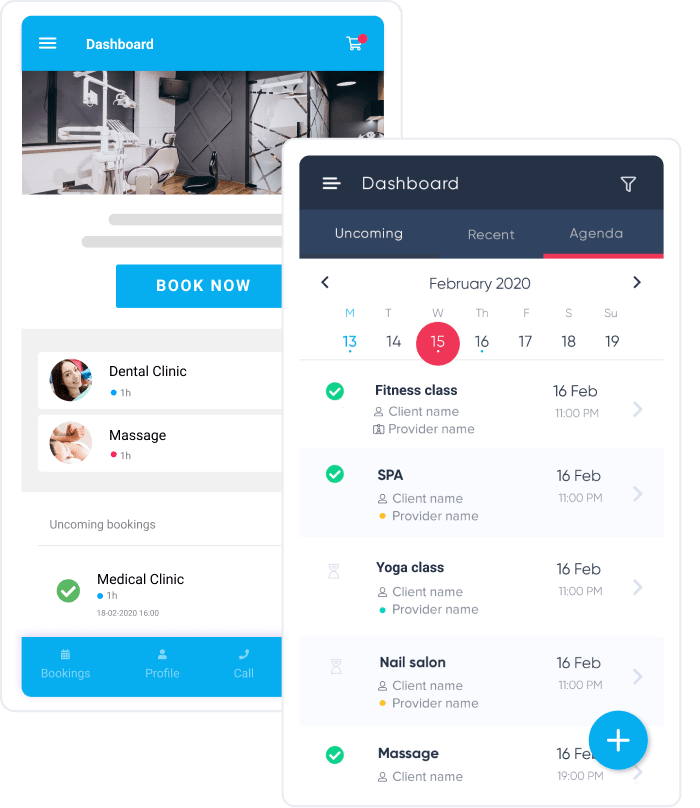 Dashboard
BOOK NOW
Dental Clinic
1h
Massage
1h
Uncoming bookings
Medical Clinic
1h
18-02-2020 16:00
Bookings Profile Call
Dashboard
Uncoming Recent Agenda
February 2020
M T W Th F S Su
13 14 15 16 17 18 19
Fitness class 16 Feb
Client name 11:00 PM
Provider name
SPA 16 Feb
Client name 11:00 PM
Provider name
Yoga class 16 Feb
Client name 11:00 PM
Provider name
Nail salon 16 Feb
Client name 11:00 PM
Provider name
Massage 16 Feb
Client name 19:00 PM